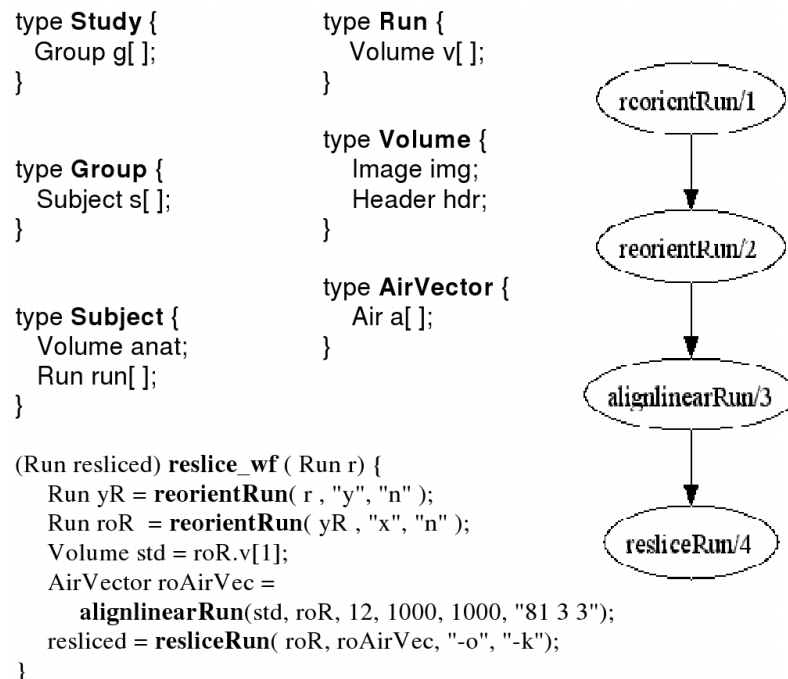 type Study {
Group g[ ];
}
type Group {
Subject s[ ];
}
type Subject {
Volume anat;
Run run[ ];
}
type Run {
Volume v[ ];
}
type Volume {
Image img;
Header hdr;
}
type AirVector {
Air a[ ];
}
(Run resliced) reslice_wf ( Run r) {
Run yR = reorientRun( r , "y", "n" );
Run roR = reorientRun( yR , "x", "n" );
Volume std = roR.v[1];
AirVector roAirVec =
alignlinearRun(std, roR, 12, 1000, 1000, "81 3 3");
resliced = resliceRun( roR, roAirVec, "-o", "-k");
}
reorientRun/1
reorientRun/2
alignlinearRun/3
resliceRun/4